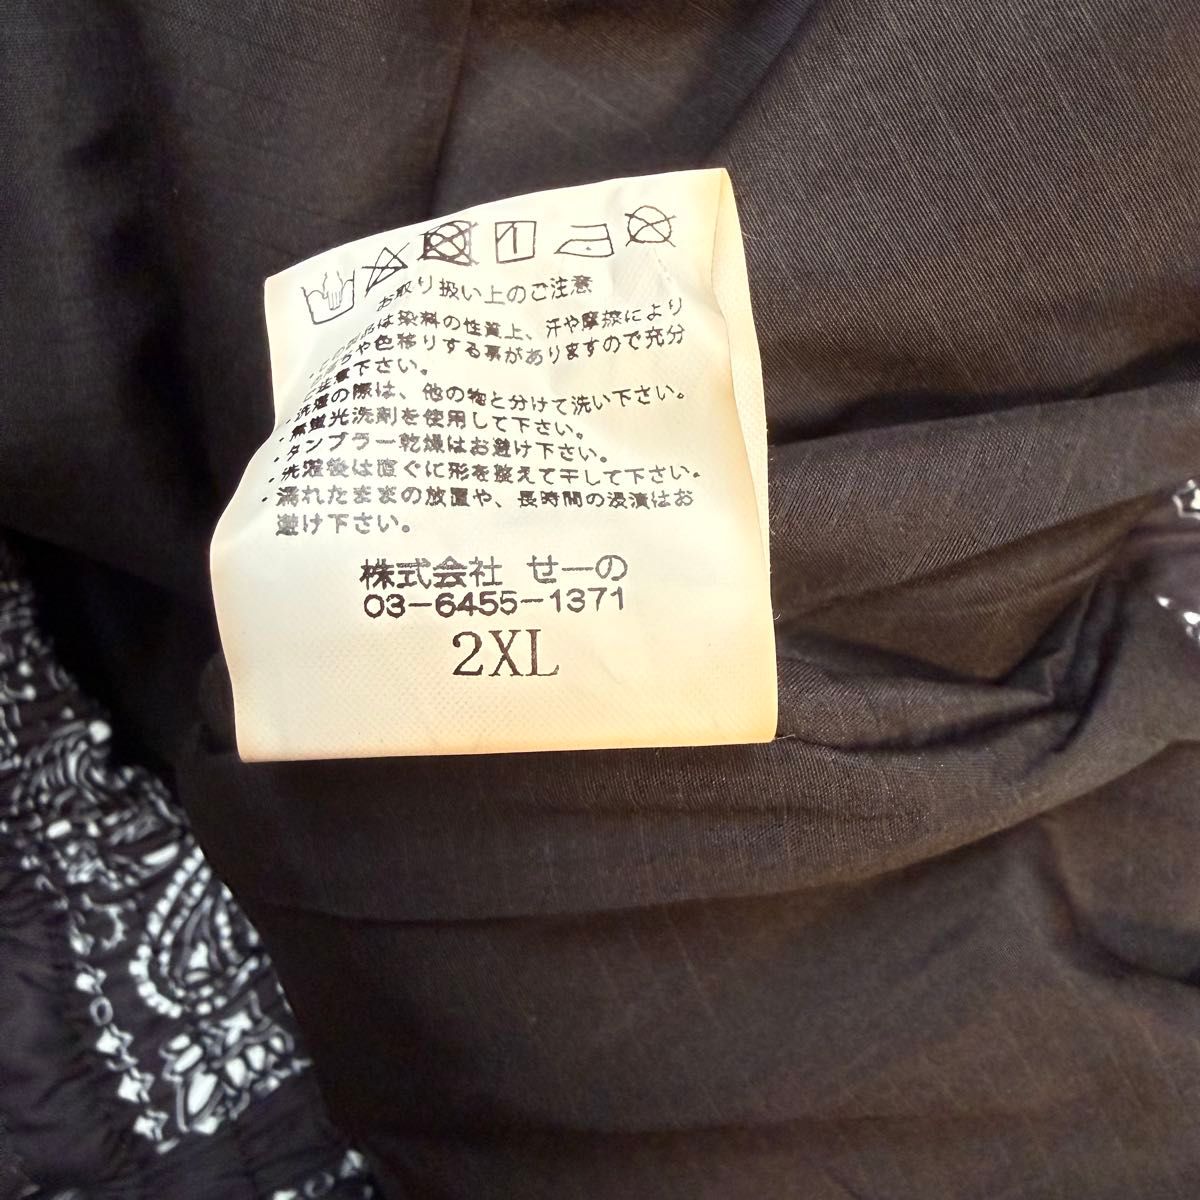 お取り扱い上のご注意
は染料の性質上、汗や摩擦により
や色移りする事がありますので充分
注意下さい。
・洗濯の際は、他の物と分けて洗い下さい。
・無蛍光洗剤を使用して下さい。
・タンブラー乾燥はお避け下さい。
・洗濯後は直ぐに形を整えて干して下さい。
・濡れたままの放置や、長時間の浸漬はお
避け下さい。
株式会社 せーの
03-6455-1371
2XL